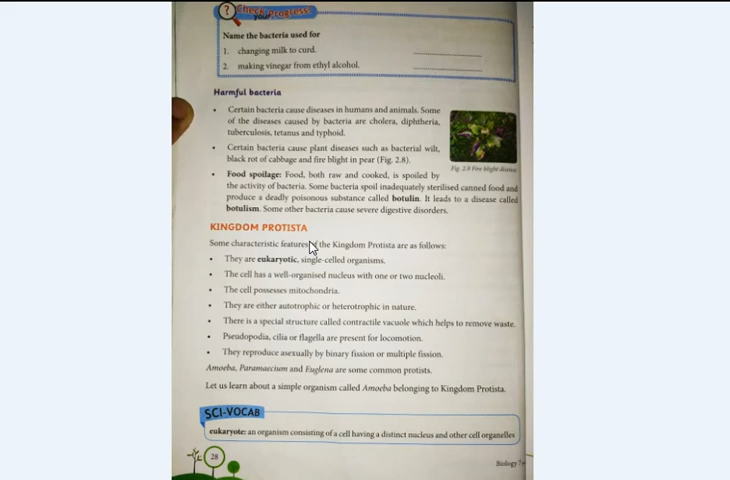 Check
your progress
Name the bacteria used for
1. changing milk to curd.
2. making vinegar from ethyl alcohol.
Harmful bacteria
• Certain bacteria cause diseases in humans and animals. Some
of the diseases caused by bacteria are cholera, diphtheria,
tuberculosis, tetanus and typhoid.
• Certain bacteria cause plant diseases such as bacterial wilt,
black rot of cabbage and fire blight in pear (Fig. 2.8).
Fig. 2.8 Fire blight disease
• Food spoilage: Food, both raw and cooked, is spoiled by
the activity of bacteria. Some bacteria spoil inadequately sterilised canned food and
produce a deadly poisonous substance called botulin. It leads to a disease called
botulism. Some other bacteria cause severe digestive disorders.
KINGDOM PROTISTA
Some characteristic features of the Kingdom Protista are as follows:
• They are eukaryotic, single-celled organisms.
• The cell has a well-organised nucleus with one or two nucleoli.
• The cell possesses mitochondria.
• They are either autotrophic or heterotrophic in nature.
• There is a special structure called contractile vacuole which helps to remove waste.
• Pseudopodia, cilia or flagella are present for locomotion.
• They reproduce asexually by binary fission or multiple fission.
Amoeba, Paramaecium and Euglena are some common protists.
Let us learn about a simple organism called Amoeba belonging to Kingdom Protista.
SCI-VOCAB
eukaryote: an organism consisting of a cell having a distinct nucleus and other cell organelles
28
Biology 7